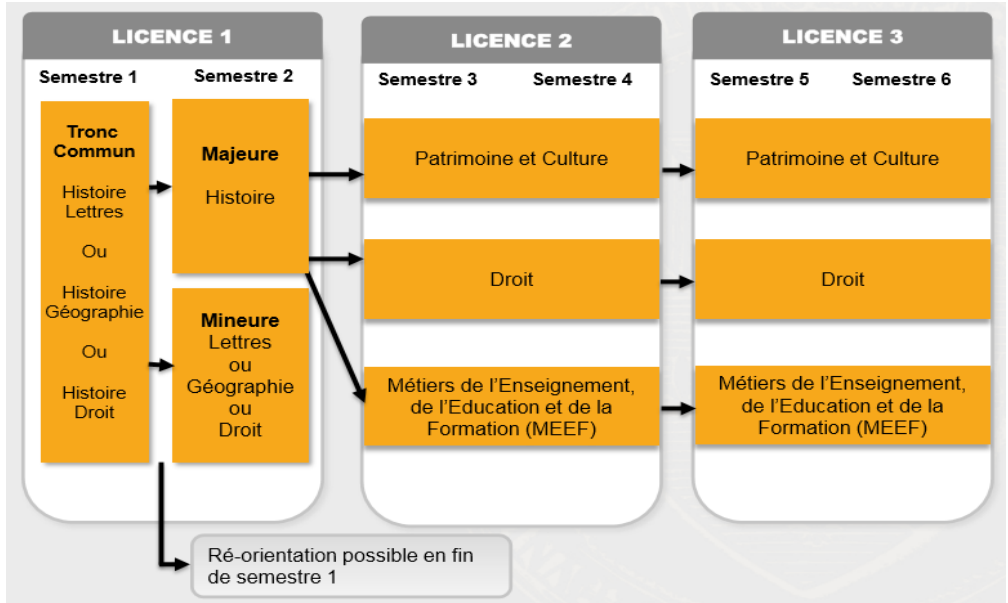 LICENCE 1
Semestre 1
Semestre 2
Tronc
Commun
Histoire
Lettres
Ou
Histoire
Géographie
Ou
Histoire
Droit
Majeure
Histoire
Mineure
Lettres
ou
Géographie
ou
Droit
LICENCE 2
Semestre 3
Semestre 4
Patrimoine et Culture
Droit
Métiers de l'Enseignement,
de l'Education et de la
Formation (MEEF)
LICENCE 3
Semestre 5
Semestre 6
Patrimoine et Culture
Droit
Métiers de l'Enseignement,
de l'Education et de la
Formation (MEEF)
Ré-orientation possible en fin
de semestre 1